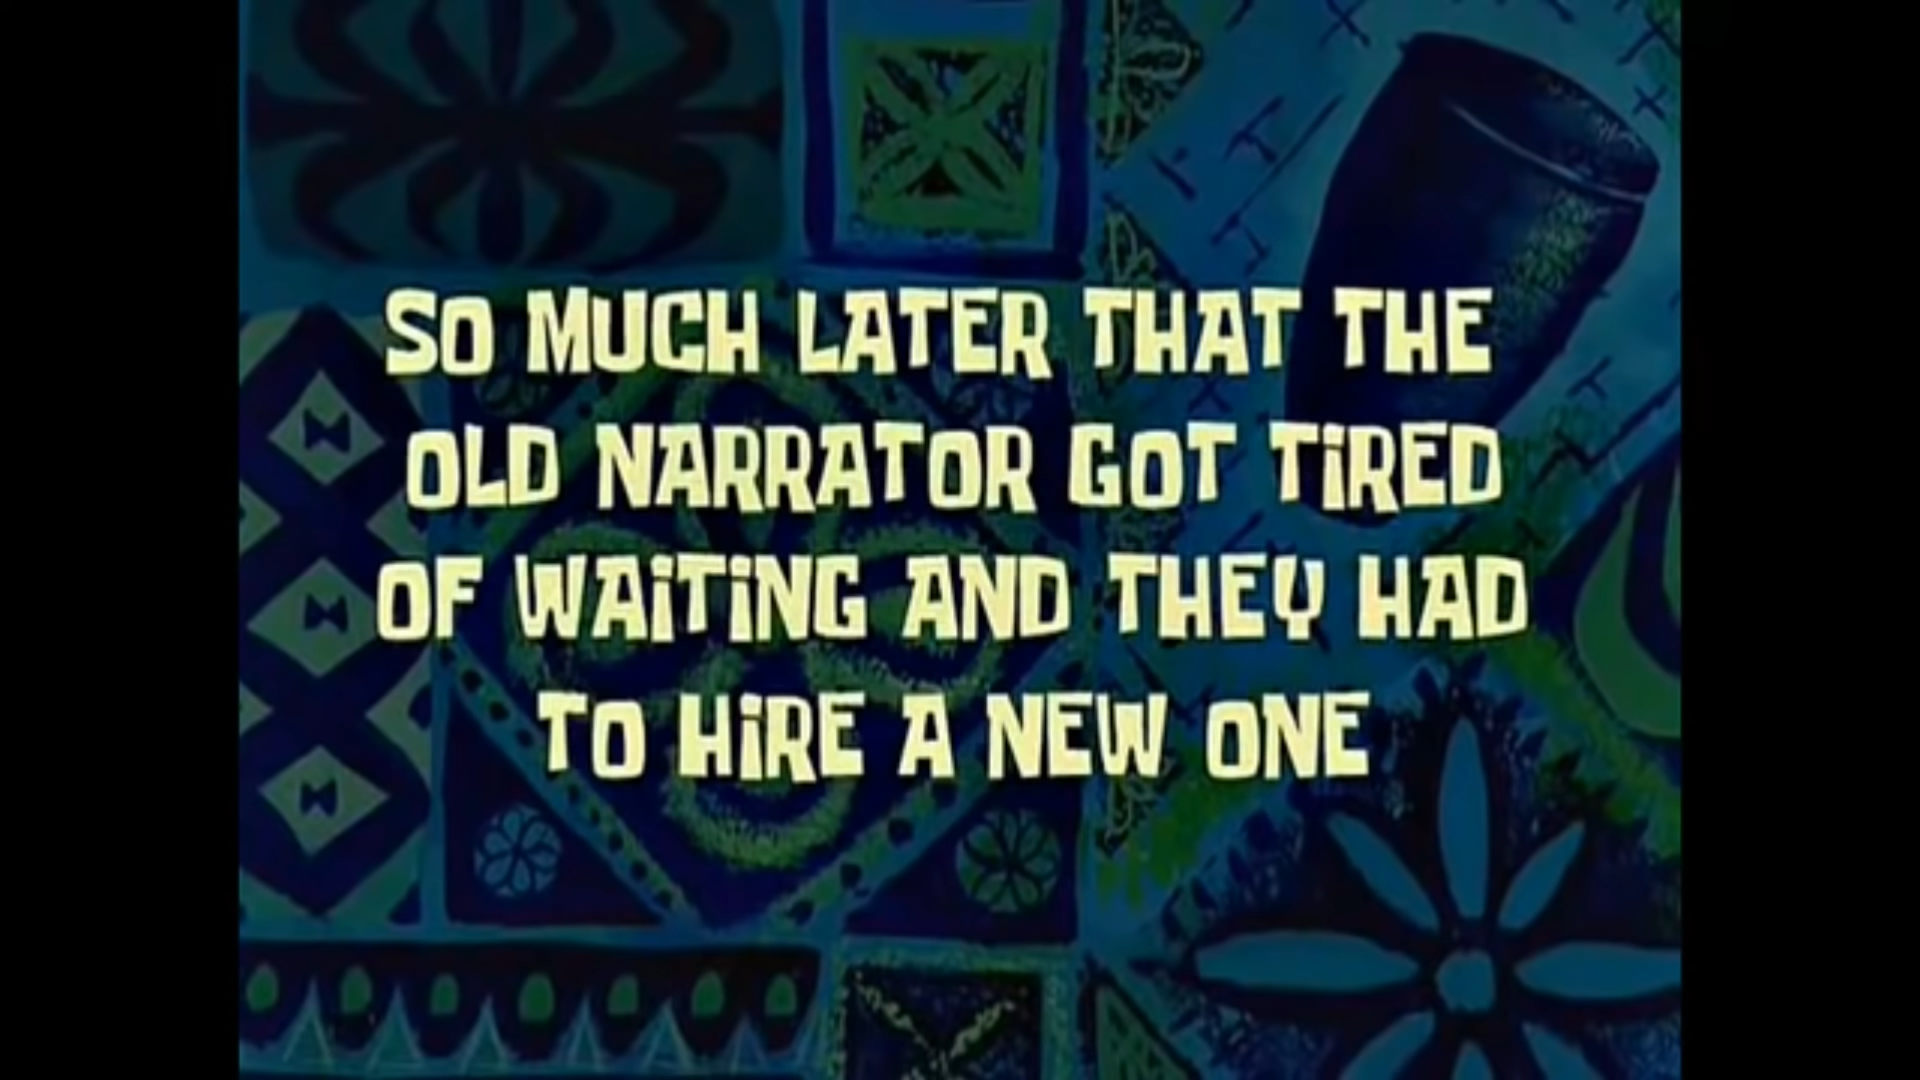 SO MUCH LATER THAT THE
OLD NARRATOR GOT TiRED
OF WAiTiNG AND THEY HAD
TO HiRE A NEW ONE